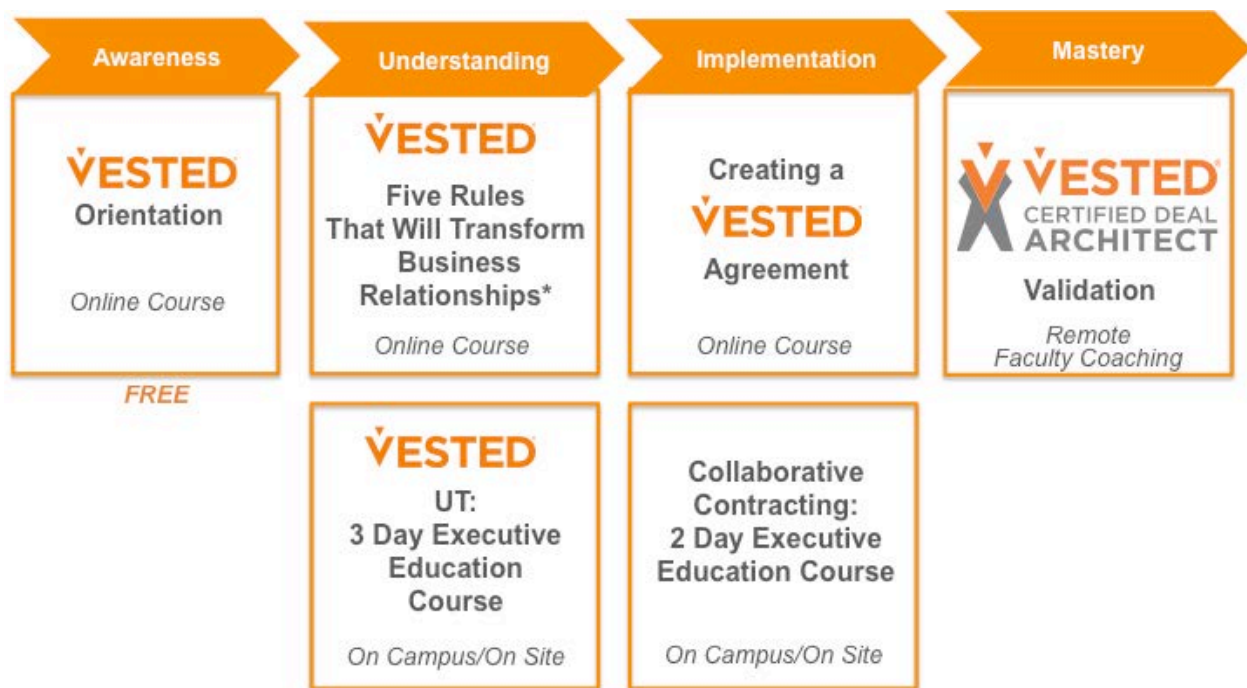 Awareness
Understanding
Implementation
Mastery
VESTED
Orientation
Online Course
FREE
VESTED
Five Rules
That Will Transform
Business
Relationships*
Online Course
Creating a
VESTED
Agreement
Online Course
VESTED®
CERTIFIED DEAL
ARCHITECT
Validation
Remote
Faculty Coaching
VESTED
UT:
3 Day Executive
Education
Course
On Campus/On Site
Collaborative
Contracting:
2 Day Executive
Education Course
On Campus/On Site